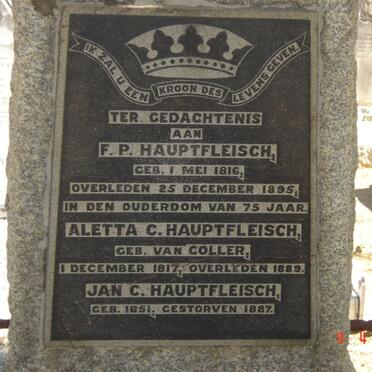 IK ZAL U EEN KROON DES LEVENS GEVEN.
TER GEDACHTENIS
AAN
F. P. HAUPTFLEISCH,
GEB. 1 MEI 1816,
OVERLEDEN 25 DECEMBER 1895,
IN DEN OUDERDOM VAN 75 JAAR.
ALETTA C. HAUPTFLEISCH,
GEB. VAN COLLER,
1 DECEMBER 1817, OVERLEDEN 1889.
JAN C. HAUPTFLEISCH,
GEB. 1851, GESTORVEN 1887.